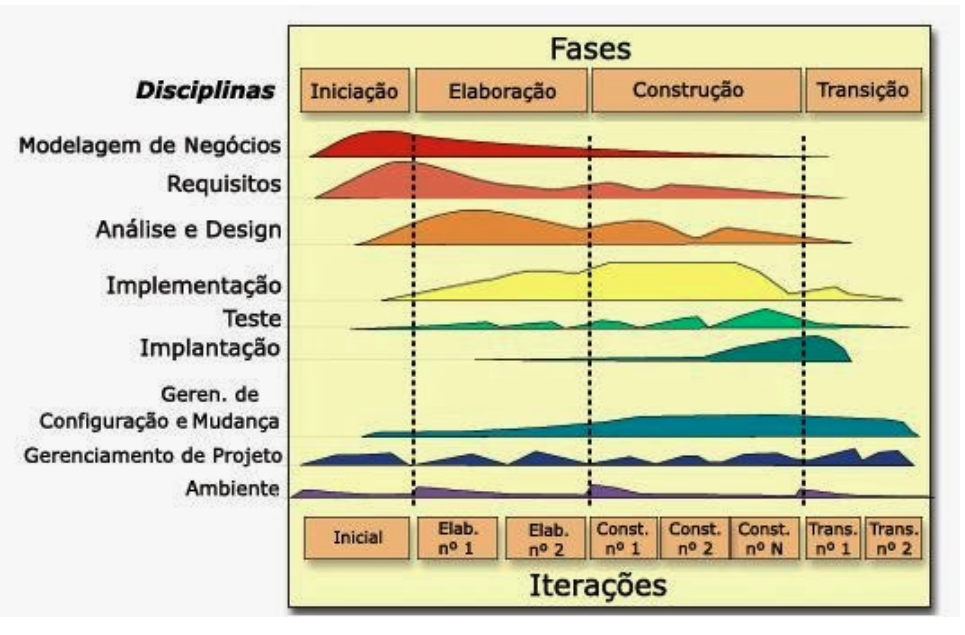 Fases
Disciplinas
Iniciação
Elaboração
Construção
Transição
Modelagem de Negócios
Requisitos
Análise e Design
Implementação
Teste
Implantação
Geren. de
Configuração e Mudança
Gerenciamento de Projeto
Ambiente
Inicial
Elab.
nº 1
Elab.
nº 2
Const.
nº 1
Const.
nº 2
Const.
nº N
Trans.
nº 1
Trans.
nº 2
Iterações